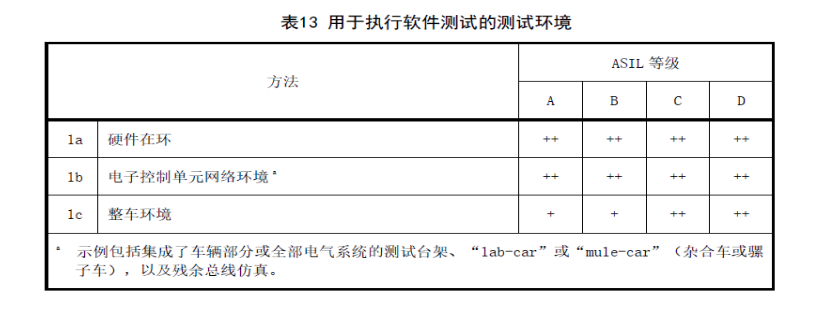 表13 用于执行软件测试的测试环境
方法 ASIL 等级
A B C D
1a 硬件在环 ++ ++ ++ ++
1b 电子控制单元网络环境ᵃ ++ ++ ++ ++
1c 整车环境 + + ++ ++
ᵃ 示例包括集成了车辆部分或全部电气系统的测试台架、“lab-car”或“mule-car”（杂合车或骡
子车），以及残余总线仿真。